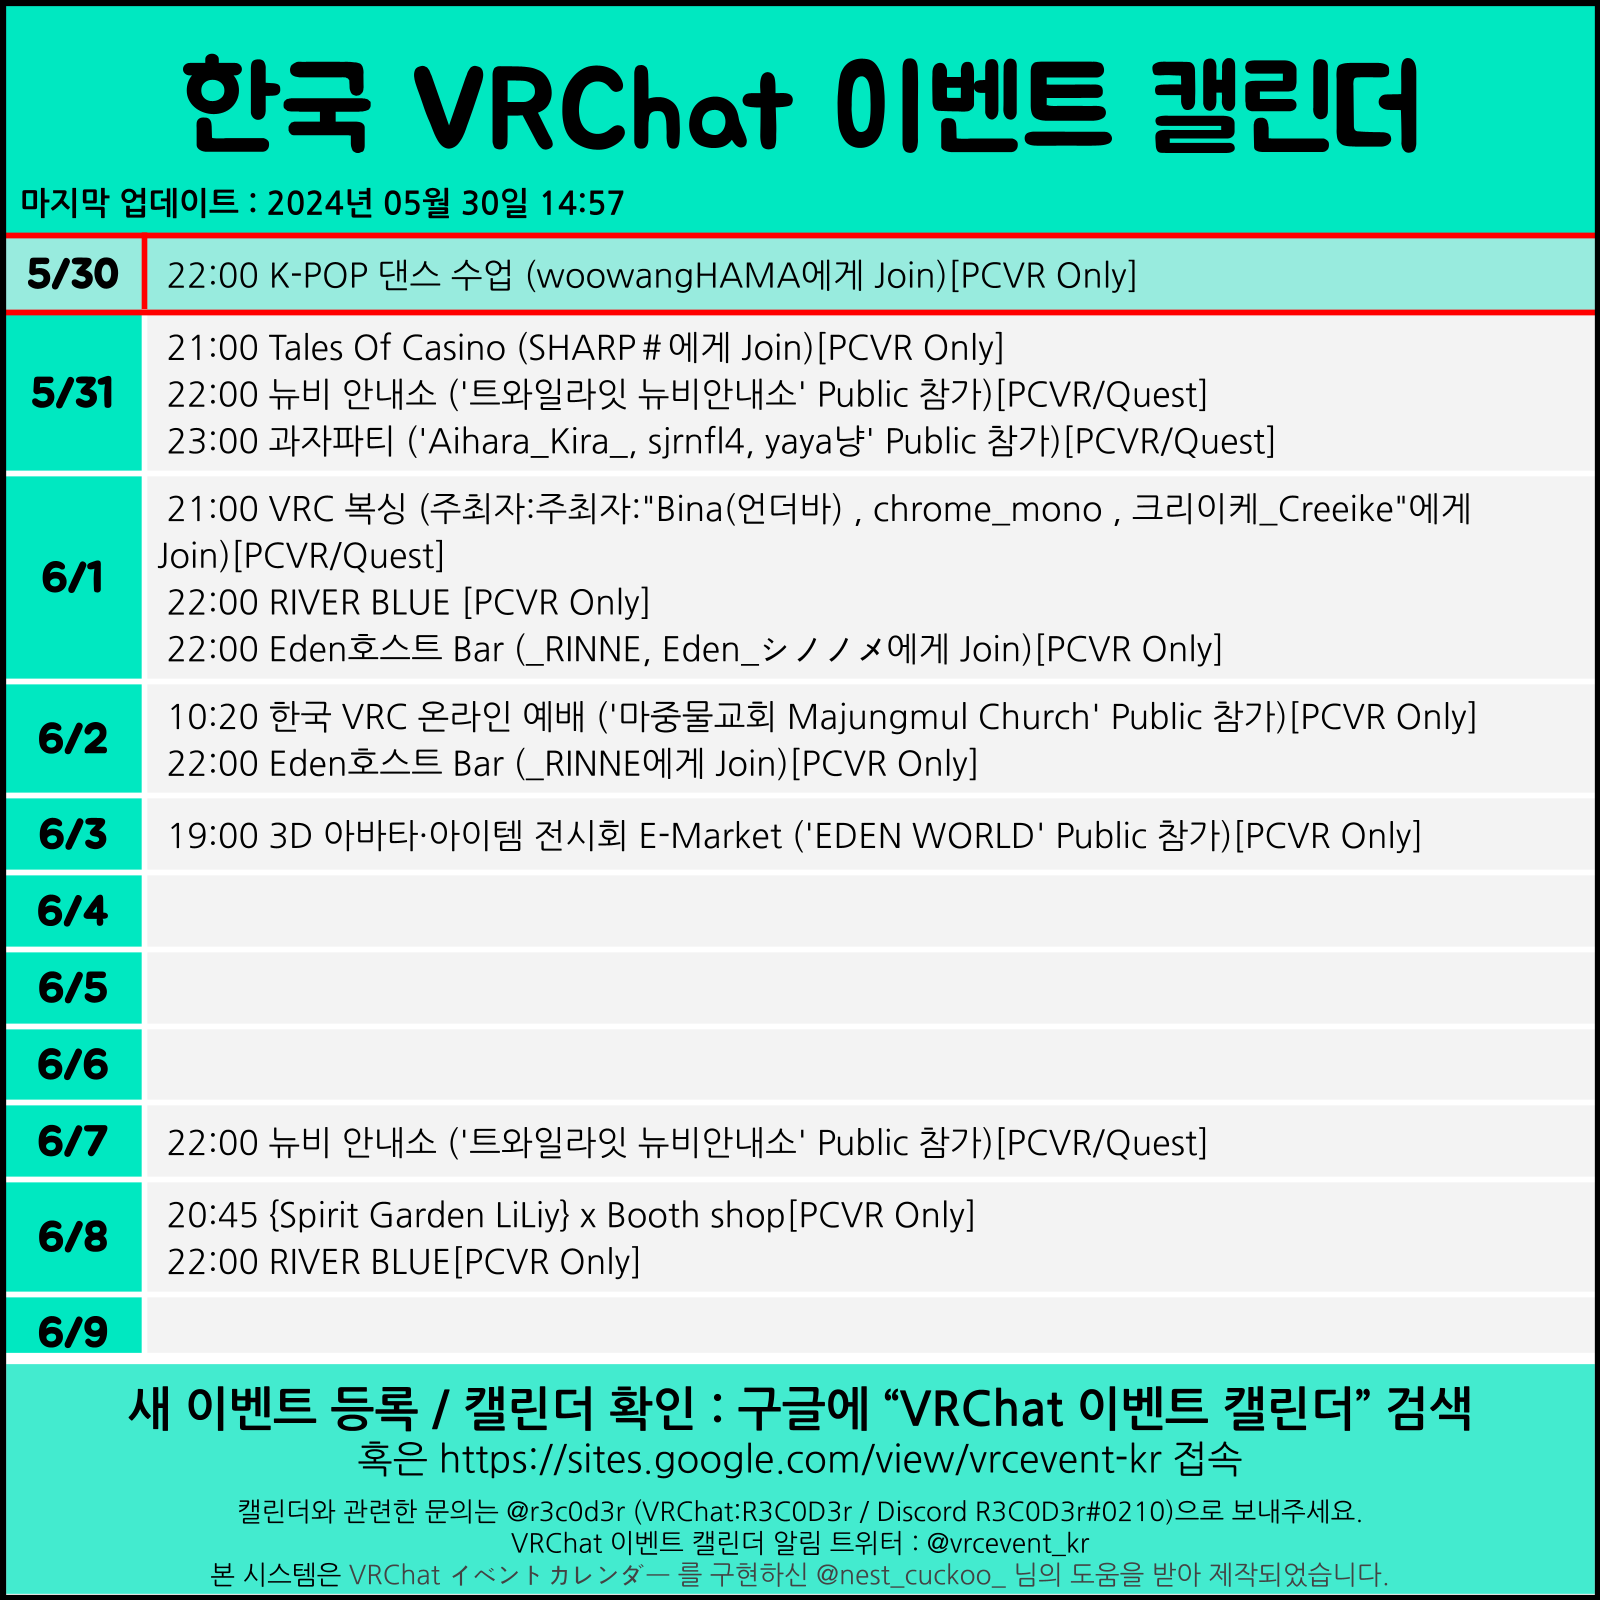 한국 VRChat 이벤트 캘린더
마지막 업데이트 : 2024년 05월 30일 14:57
5/30
22:00 K-POP 댄스 수업 (woowangHAMA에게 Join)[PCVR Only]
5/31
21:00 Tales Of Casino (SHARP＃에게 Join)[PCVR Only]
22:00 뉴비 안내소 ('트와일라잇 뉴비안내소' Public 참가)[PCVR/Quest]
23:00 과자파티 ('Aihara_Kira_, sjrnfl4, yaya냥' Public 참가)[PCVR/Quest]
6/1
21:00 VRC 복싱 (주최자:주최자:"Bina(언더바) , chrome_mono , 크리이케_Creeike"에게
Join)[PCVR/Quest]
22:00 RIVER BLUE [PCVR Only]
22:00 Eden호스트 Bar (_RINNE, Eden_シノノメ에게 Join)[PCVR Only]
6/2
10:20 한국 VRC 온라인 예배 ('마중물교회 Majungmul Church' Public 참가)[PCVR Only]
22:00 Eden호스트 Bar (_RINNE에게 Join)[PCVR Only]
6/3
19:00 3D 아바타·아이템 전시회 E-Market ('EDEN WORLD' Public 참가)[PCVR Only]
6/4
6/5
6/6
6/7
22:00 뉴비 안내소 ('트와일라잇 뉴비안내소' Public 참가)[PCVR/Quest]
6/8
20:45 {Spirit Garden LiLiy} x Booth shop[PCVR Only]
22:00 RIVER BLUE[PCVR Only]
6/9
새 이벤트 등록 / 캘린더 확인 : 구글에 “VRChat 이벤트 캘린더” 검색
혹은 https://sites.google.com/view/vrcevent-kr 접속
캘린더와 관련한 문의는 @r3c0d3r (VRChat:R3C0D3r / Discord R3C0D3r#0210)으로 보내주세요.
VRChat 이벤트 캘린더 알림 트위터 : @vrcevent_kr
본 시스템은 VRChat イベントカレンダー 를 구현하신 @nest_cuckoo_ 님의 도움을 받아 제작되었습니다.